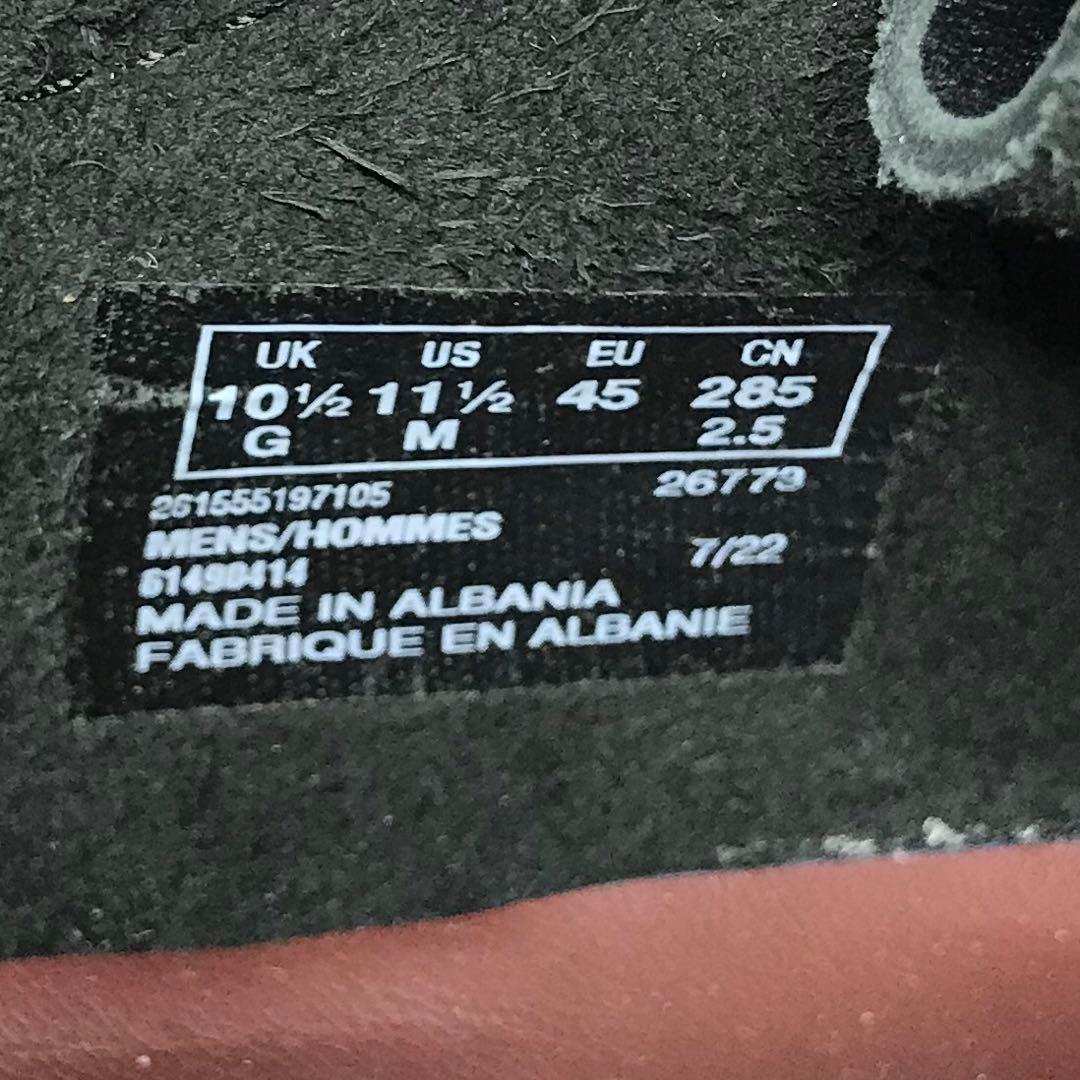 UK US EU CN
10½ 11½ 45 285
G M 2.5
261555197105 26779
MENS/HOMMES
7/22
61490414
MADE IN ALBANIA
FABRIQUE EN ALBANIE